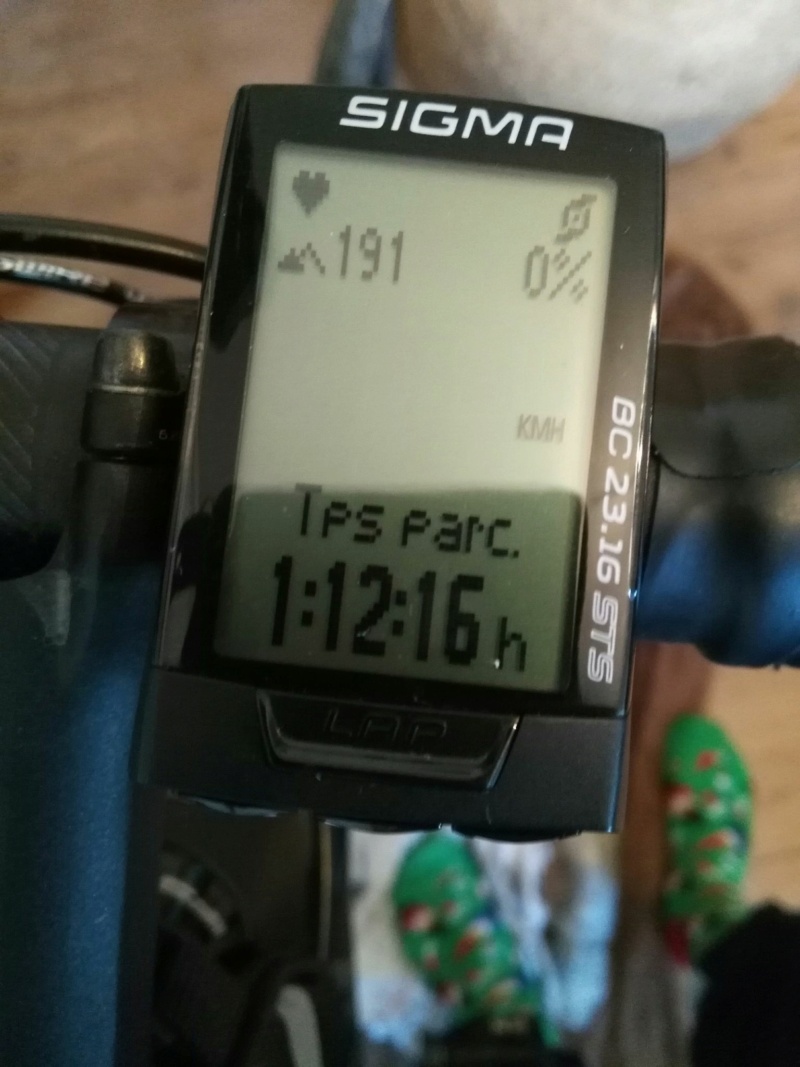 SIGMA
191
0%
KMH
Tps parc.
1:12:16 h
BC 23.16 STS
LAP